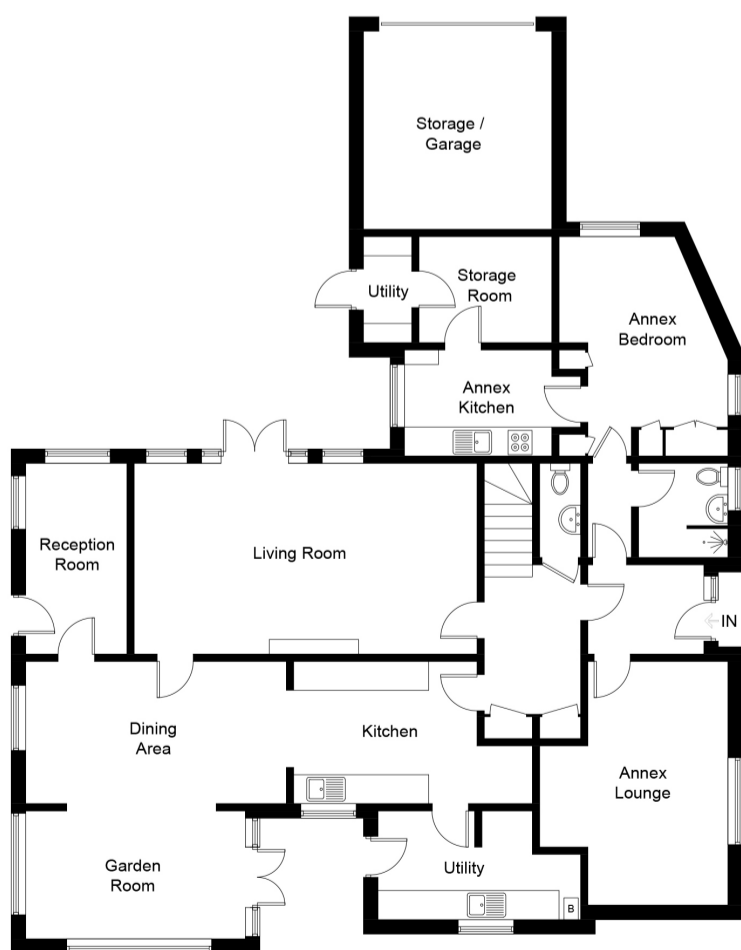 Storage /
Garage
Utility
Storage
Room
Annex
Bedroom
Annex
Kitchen
Reception
Room
Living Room
IN
Dining
Area
Kitchen
Annex
Lounge
Garden
Room
Utility
B